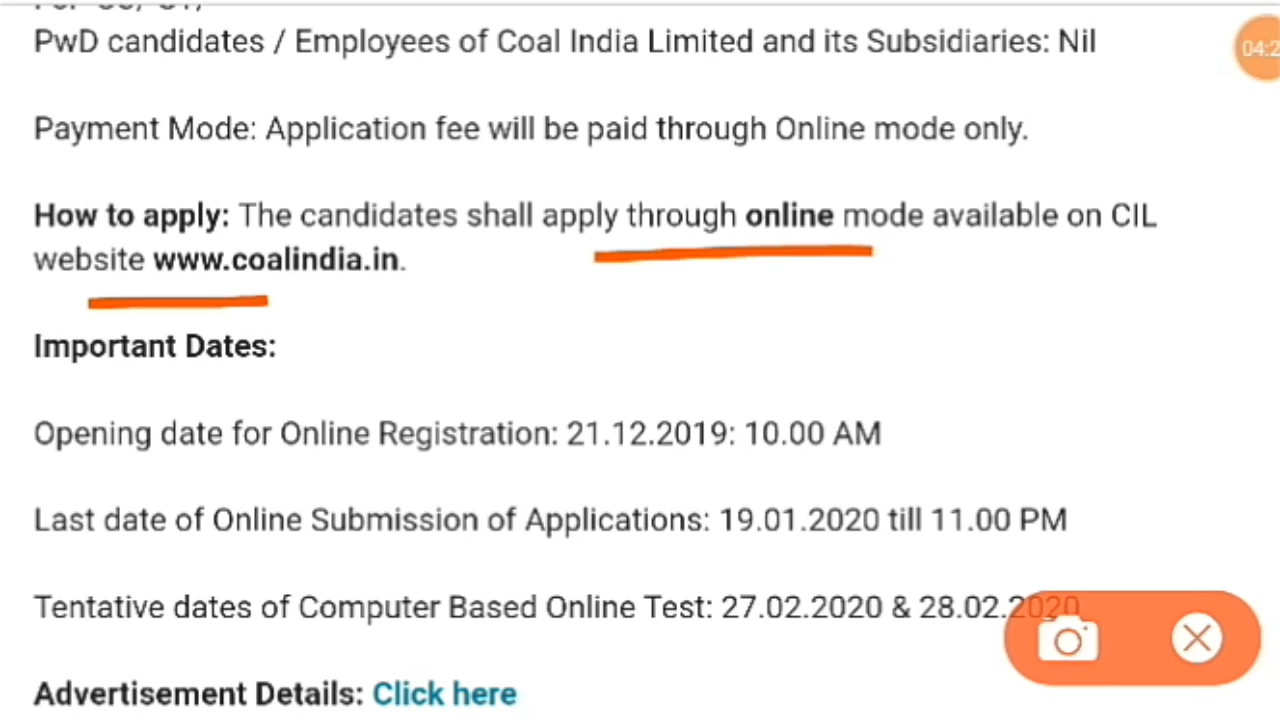 PwD candidates / Employees of Coal India Limited and its Subsidiaries: Nil
04:2
Payment Mode: Application fee will be paid through Online mode only.
How to apply: The candidates shall apply through online mode available on CIL
website www.coalindia.in.
Important Dates:
Opening date for Online Registration: 21.12.2019: 10.00 AM
Last date of Online Submission of Applications: 19.01.2020 till 11.00 PM
Tentative dates of Computer Based Online Test: 27.02.2020 & 28.02.2020
Advertisement Details: Click here